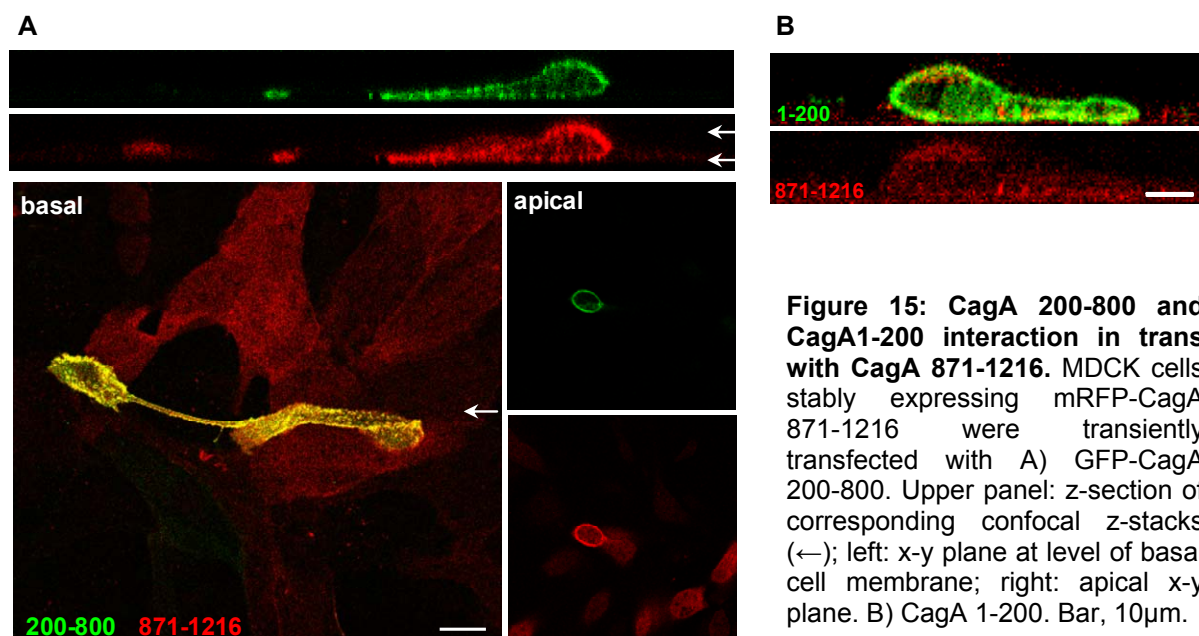 A
B
1-200
871-1216
basal
apical
200-800 871-1216
Figure 15: CagA 200-800 and
CagA1-200 interaction in trans
with CagA 871-1216. MDCK cells
stably expressing mRFP-CagA
871-1216 were transiently
transfected with A) GFP-CagA
200-800. Upper panel: z-section of
corresponding confocal z-stacks
(←); left: x-y plane at level of basal
cell membrane; right: apical x-y
plane. B) CagA 1-200. Bar, 10µm.